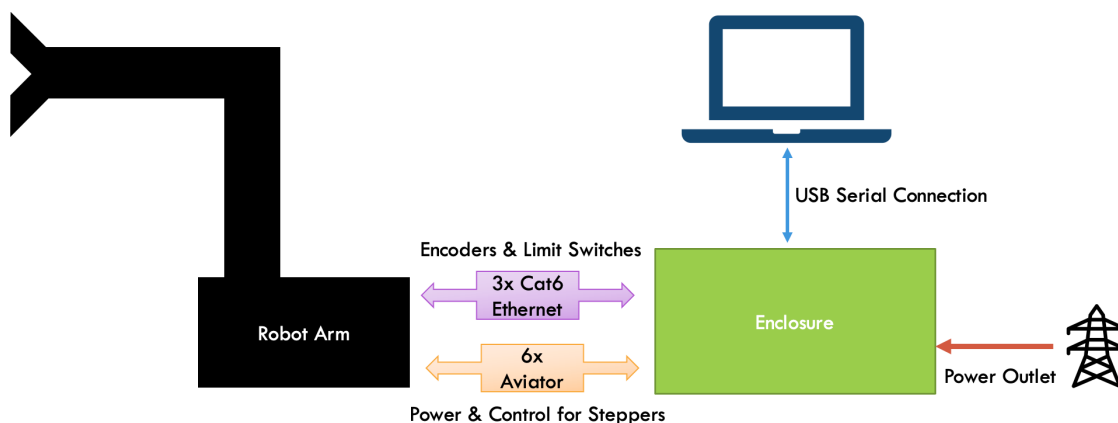 USB Serial Connection
Encoders & Limit Switches
3x Cat6
Ethernet
Robot Arm
Enclosure
6x
Aviator
Power Outlet
Power & Control for Steppers